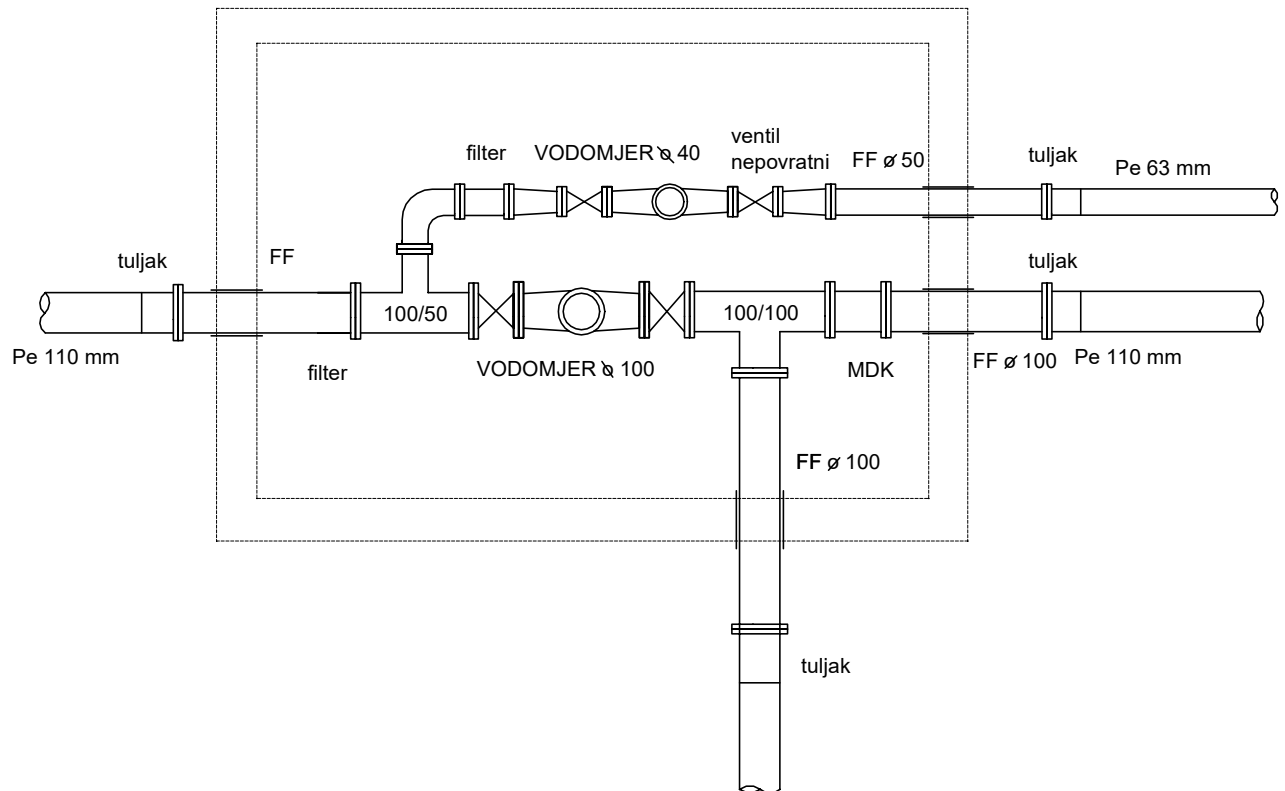 filter
VODOMJER ⌀ 40
ventil
nepovratni
FF ⌀ 50
tuljak
Pe 63 mm
tuljak
FF
tuljak
100/50
100/100
Pe 110 mm
filter
VODOMJER ⌀ 100
MDK
FF ⌀ 100
Pe 110 mm
FF ⌀ 100
tuljak